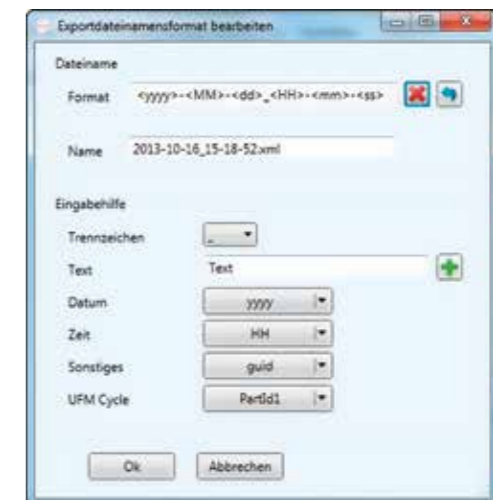 Exportdateinamensformat bearbeiten
Dateiname
Format <yyyy>-<MM>-<dd>_<HH>-<mm>-<ss>
Name 2013-10-16_15-18-52.xml
Eingabehilfe
Trennzeichen _
Text Text
Datum yyyy
Zeit HH
Sonstiges guid
UFM Cycle PartId1
Ok Abbrechen